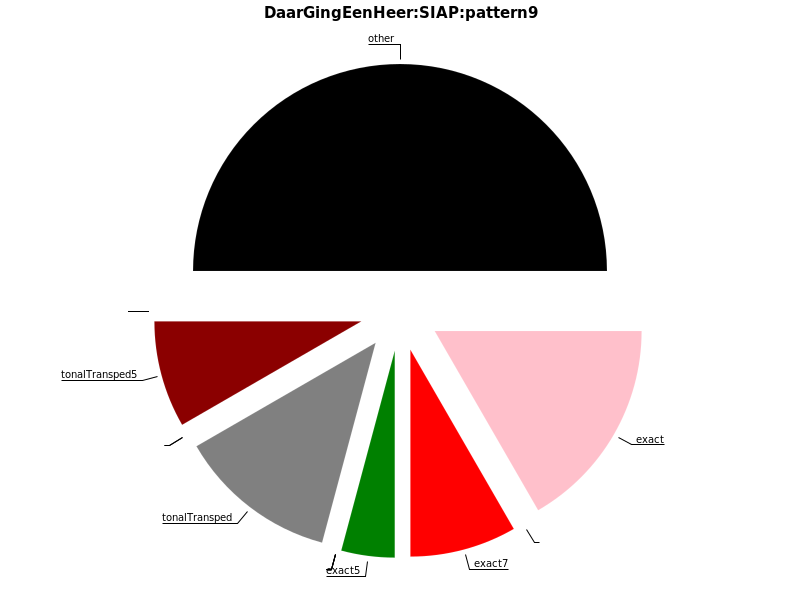 DaarGingEenHeer:SIAP:pattern9
other
tonalTransped5
exact
tonalTransped
exact5
exact7